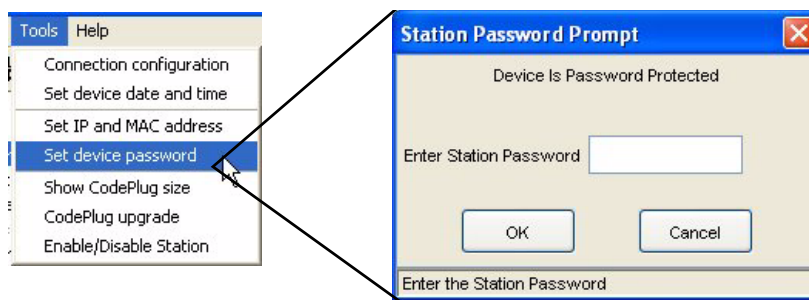 Tools Help
Connection configuration
Set device date and time
Set IP and MAC address
Set device password
Show CodePlug size
CodePlug upgrade
Enable/Disable Station
Station Password Prompt
Device Is Password Protected
Enter Station Password
OK Cancel
Enter the Station Password